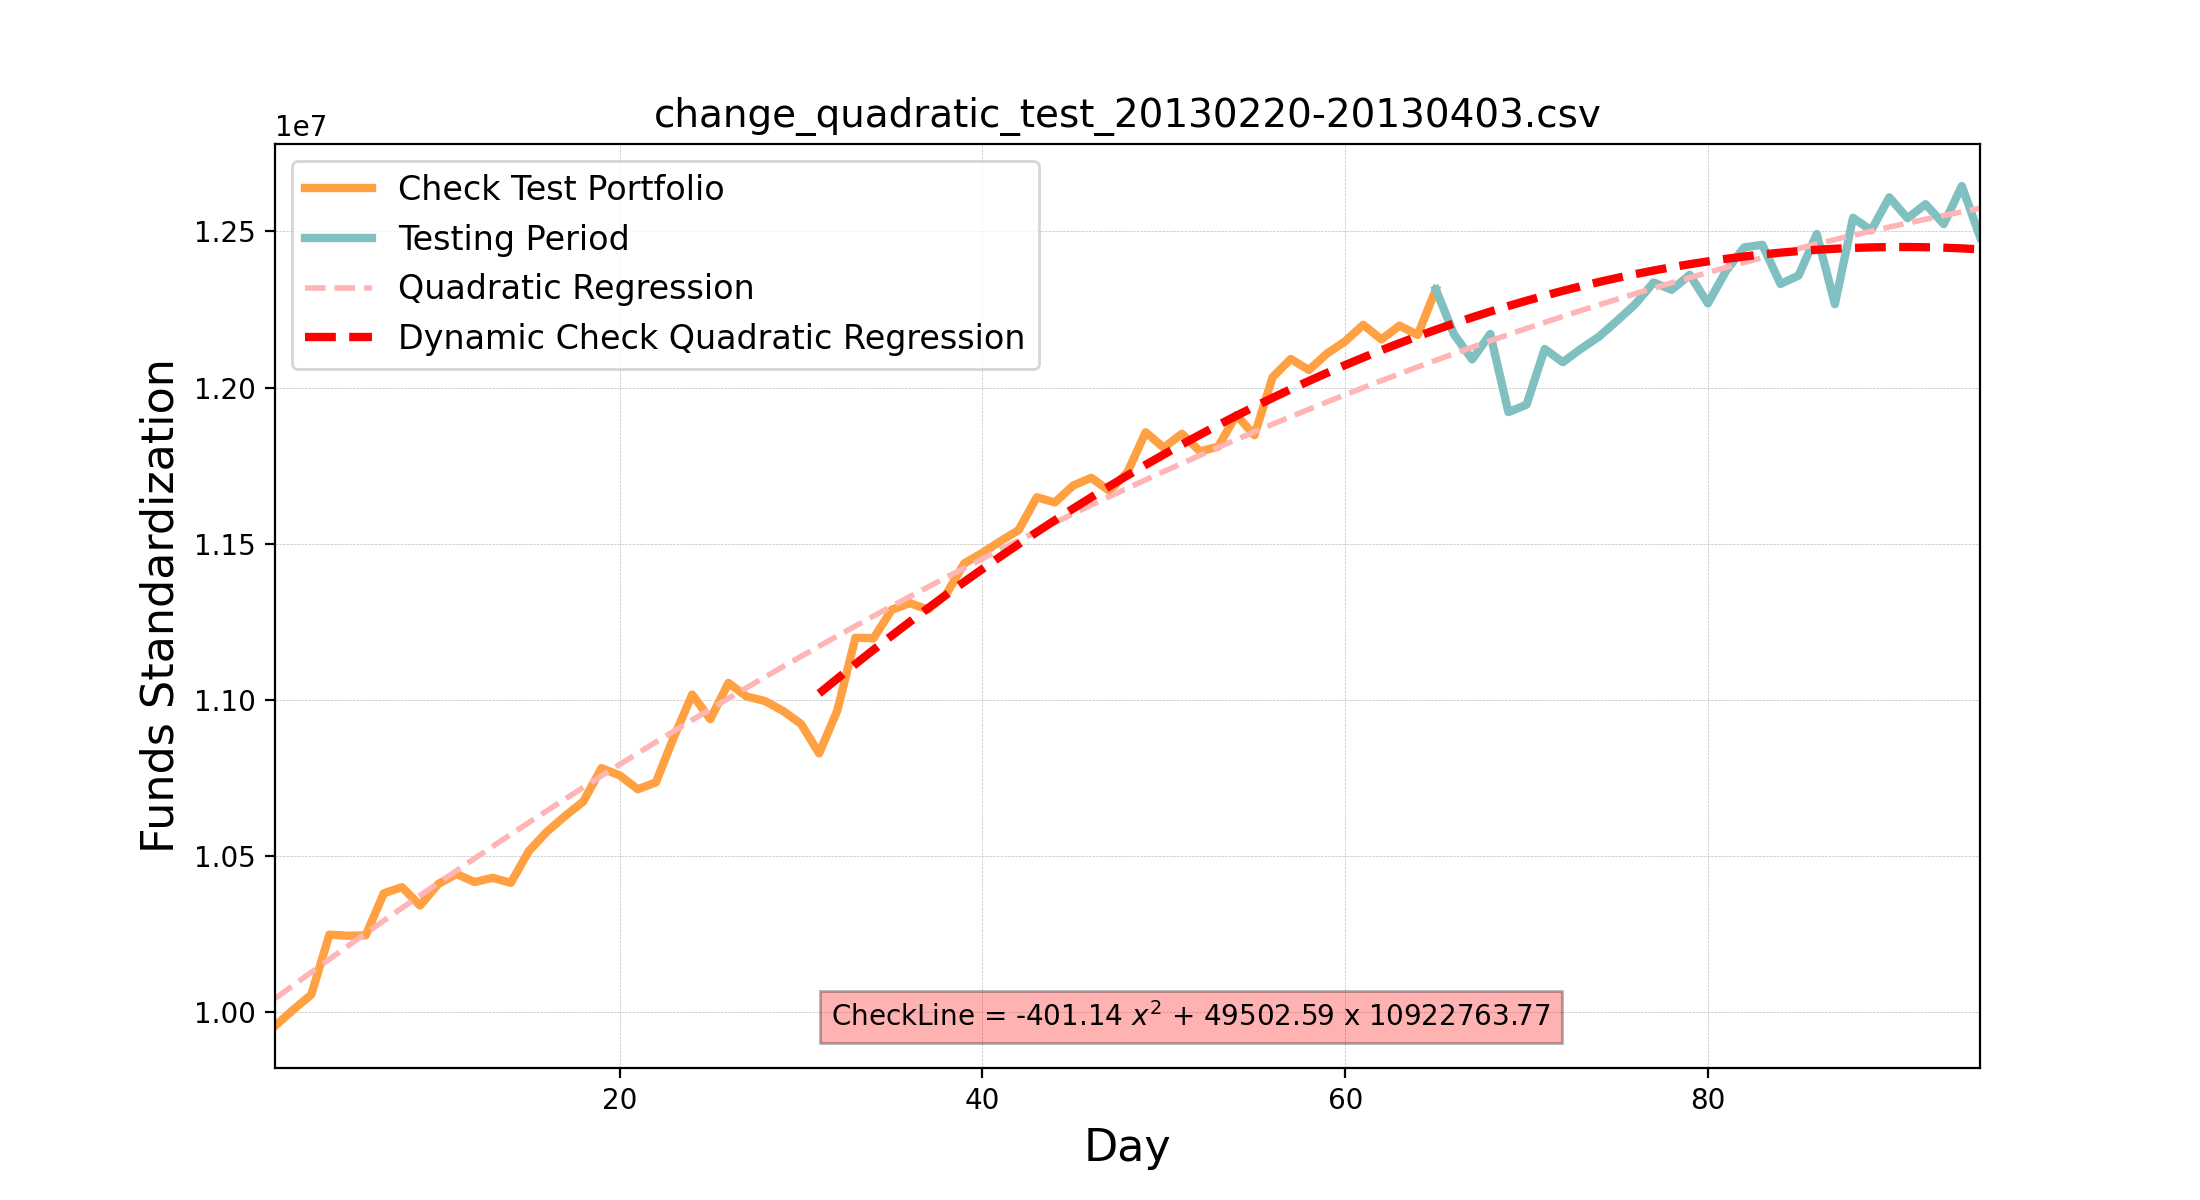 change_quadratic_test_20130220-20130403.csv
1e7
Check Test Portfolio
Testing Period
Quadratic Regression
Dynamic Check Quadratic Regression
1.25
1.20
1.15
1.10
1.05
1.00
Funds Standardization
CheckLine = -401.14 x² + 49502.59 x 10922763.77
20 40 60 80
Day